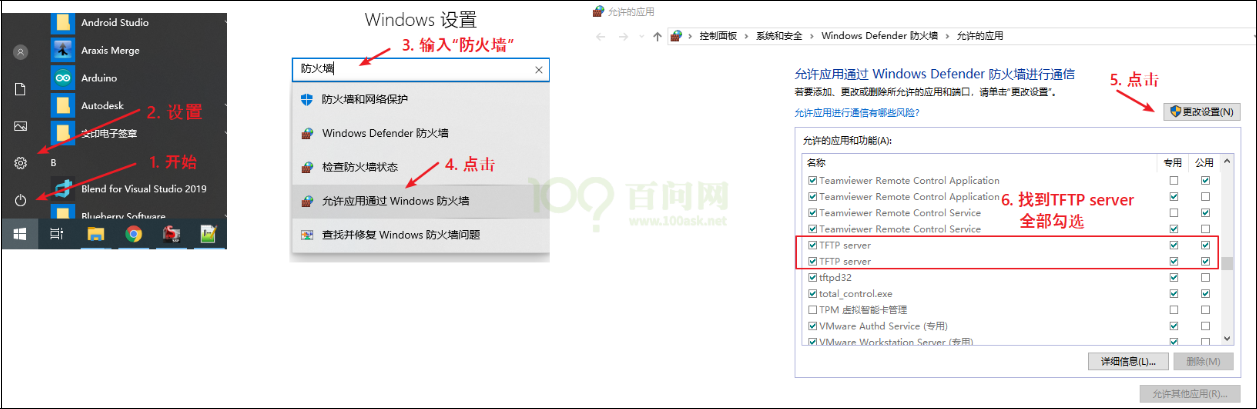 Android Studio
Araxis Merge
Arduino
Autodesk
2. 设置
安印电子签章
1. 开始
B
Blend for Visual Studio 2019
Blueberry Software
Windows 设置
3. 输入“防火墙”
防火墙
防火墙和网络保护
Windows Defender 防火墙
检查防火墙状态
4. 点击
允许应用通过 Windows 防火墙
查找并修复 Windows 防火墙问题
百问网
www.100ask.net
允许的应用
控制面板 > 系统和安全 > Windows Defender 防火墙 > 允许的应用
允许应用通过 Windows Defender 防火墙进行通信
5. 点击
若要添加、更改或删除所允许的应用和端口，请单击“更改设置”。
允许应用进行通信有哪些风险?
更改设置(N)
允许的应用和功能(A):
名称 专用 公用
Teamviewer Remote Control Application
Teamviewer Remote Control Application
6. 找到TFTP server
全部勾选
Teamviewer Remote Control Service
Teamviewer Remote Control Service
TFTP server
TFTP server
tftpd32
total_control.exe
TPM 虚拟智能卡管理
VMware Authd Service (专用)
VMware Workstation Server (专用)
详细信息(L)... 删除(M)
允许其他应用(R)...